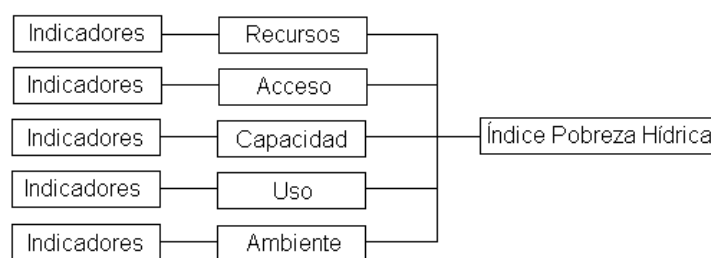 Indicadores
Recursos
Indicadores
Acceso
Indicadores
Capacidad
Índice Pobreza Hídrica
Indicadores
Uso
Indicadores
Ambiente